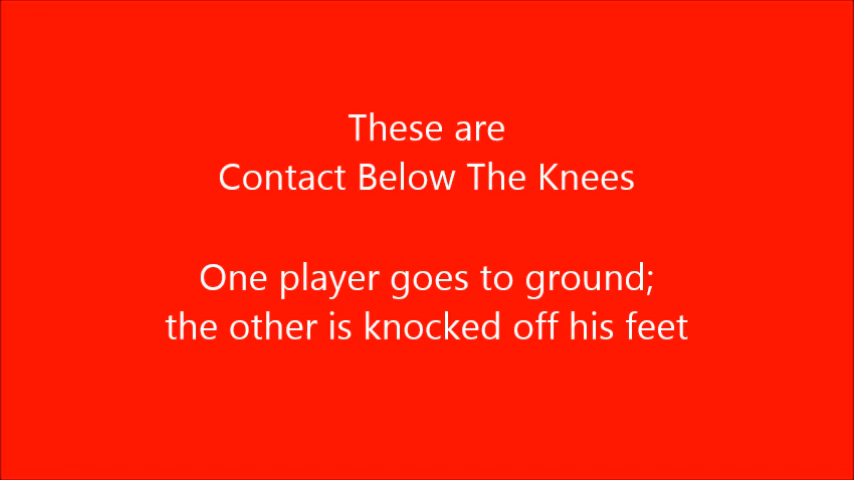 These are
Contact Below The Knees
One player goes to ground;
the other is knocked off his feet